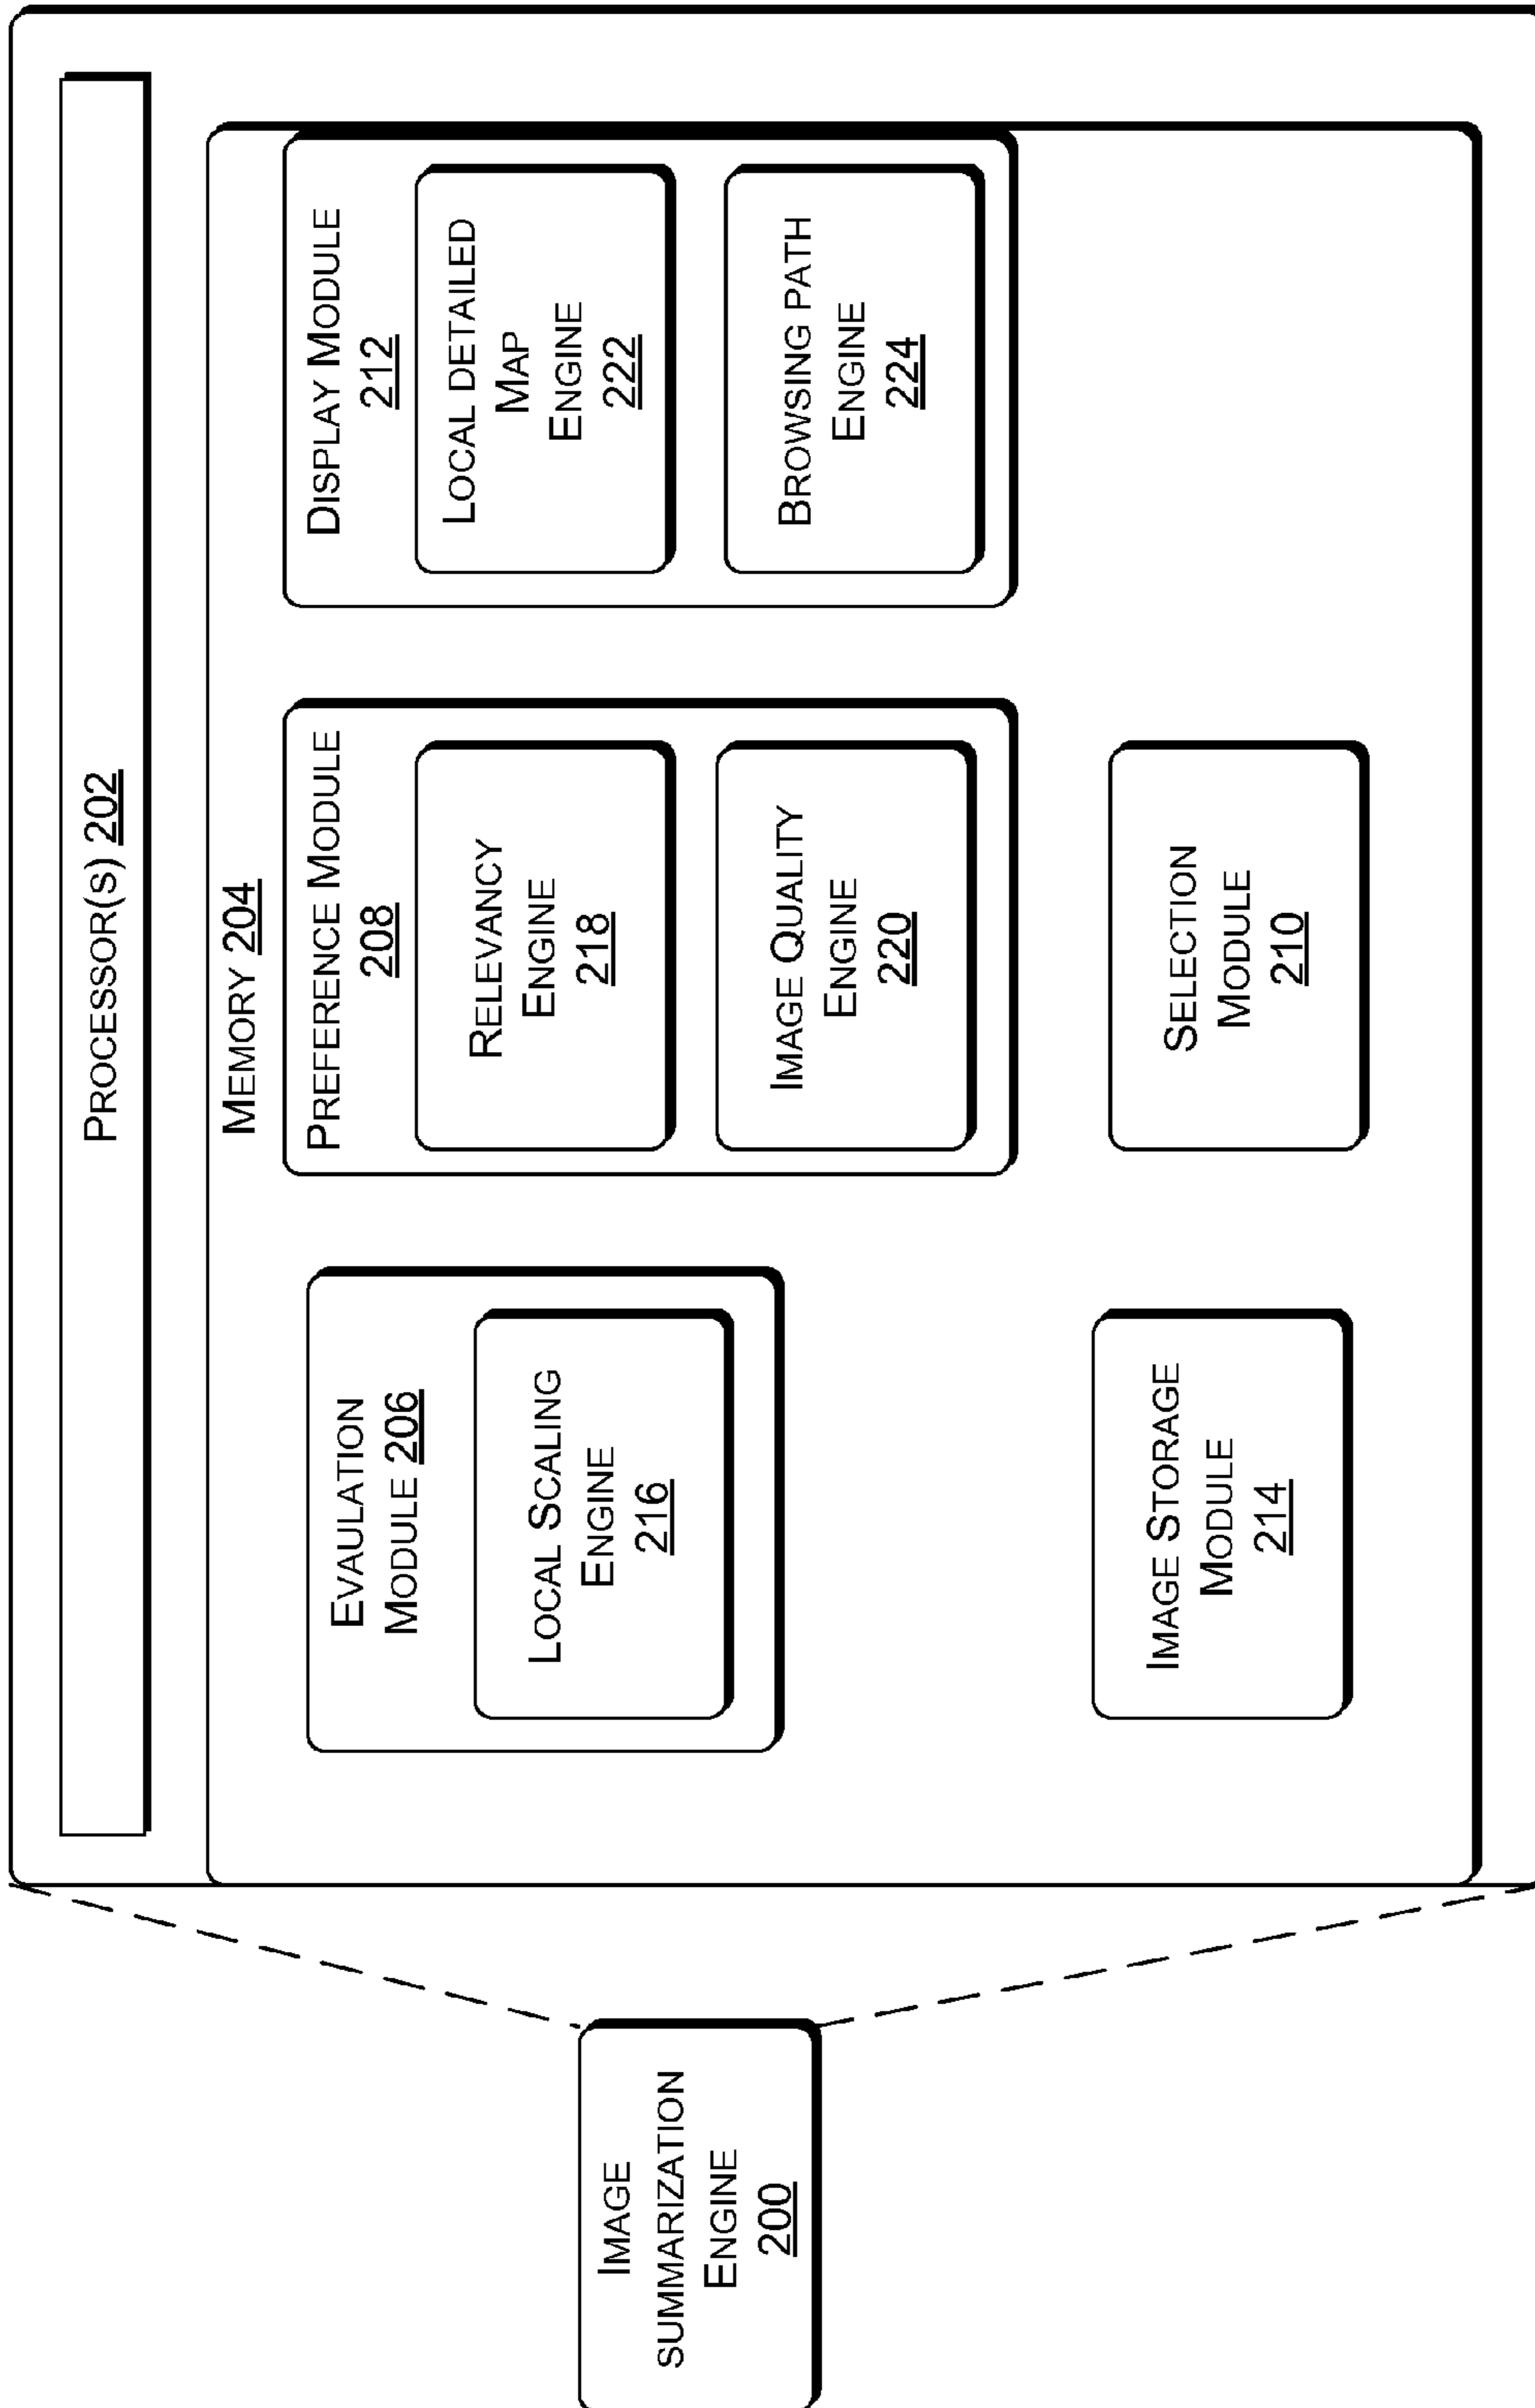 PROCESSOR(S) 202
MEMORY 204
EVAULATION
MODULE 206
LOCAL SCALING
ENGINE
216
PREFERENCE MODULE
208
RELEVANCY
ENGINE
218
IMAGE QUALITY
ENGINE
220
DISPLAY MODULE
212
LOCAL DETAILED
MAP
ENGINE
222
BROWSING PATH
ENGINE
224
IMAGE STORAGE
MODULE
214
SELECTION
MODULE
210
IMAGE
SUMMARIZATION
ENGINE
200